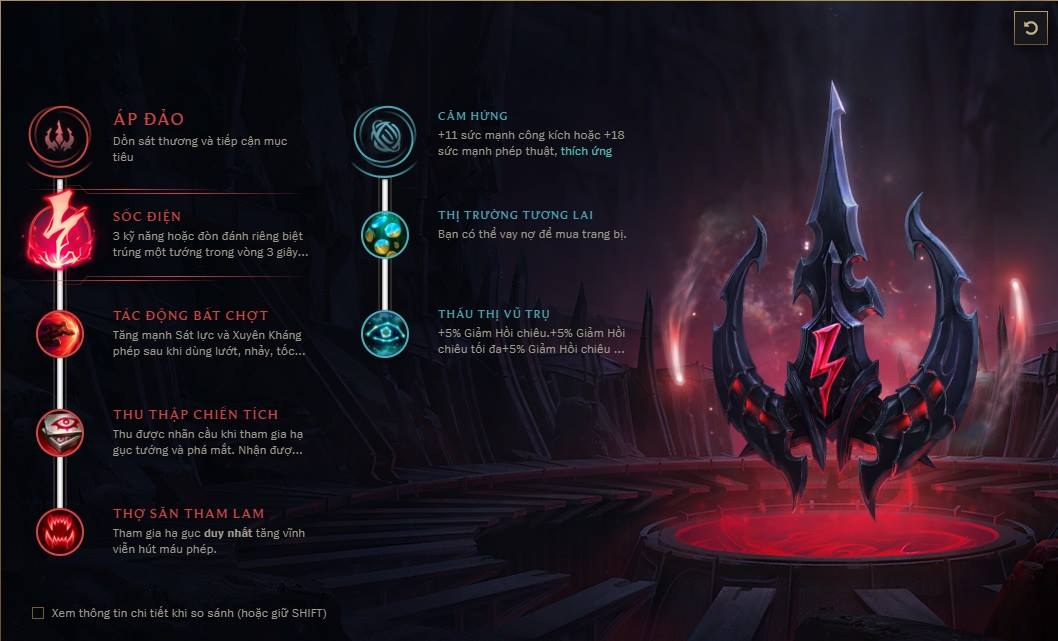 ÁP ĐẢO
Dồn sát thương và tiếp cận mục
tiêu
SỐC ĐIỆN
3 kỹ năng hoặc đòn đánh riêng biệt
trúng một tướng trong vòng 3 giây...
TÁC ĐỘNG BẤT CHỢT
Tăng mạnh Sát lực và Xuyên Kháng
phép sau khi dùng lướt, nhảy, tốc...
THU THẬP CHIẾN TÍCH
Thu được nhãn cầu khi tham gia hạ
gục tướng và phá mắt. Nhận đượ...
THỢ SĂN THAM LAM
Tham gia hạ gục duy nhất tăng vĩnh
viễn hút máu phép.
CẢM HỨNG
+11 sức mạnh công kích hoặc +18
sức mạnh phép thuật, thích ứng
THỊ TRƯỜNG TƯƠNG LAI
Bạn có thể vay nợ để mua trang bị.
THẤU THỊ VŨ TRỤ
+5% Giảm Hồi chiêu.+5% Giảm Hồi
chiêu tối đa+5% Giảm Hồi chiêu ...
Xem thông tin chi tiết khi so sánh (hoặc giữ SHIFT)